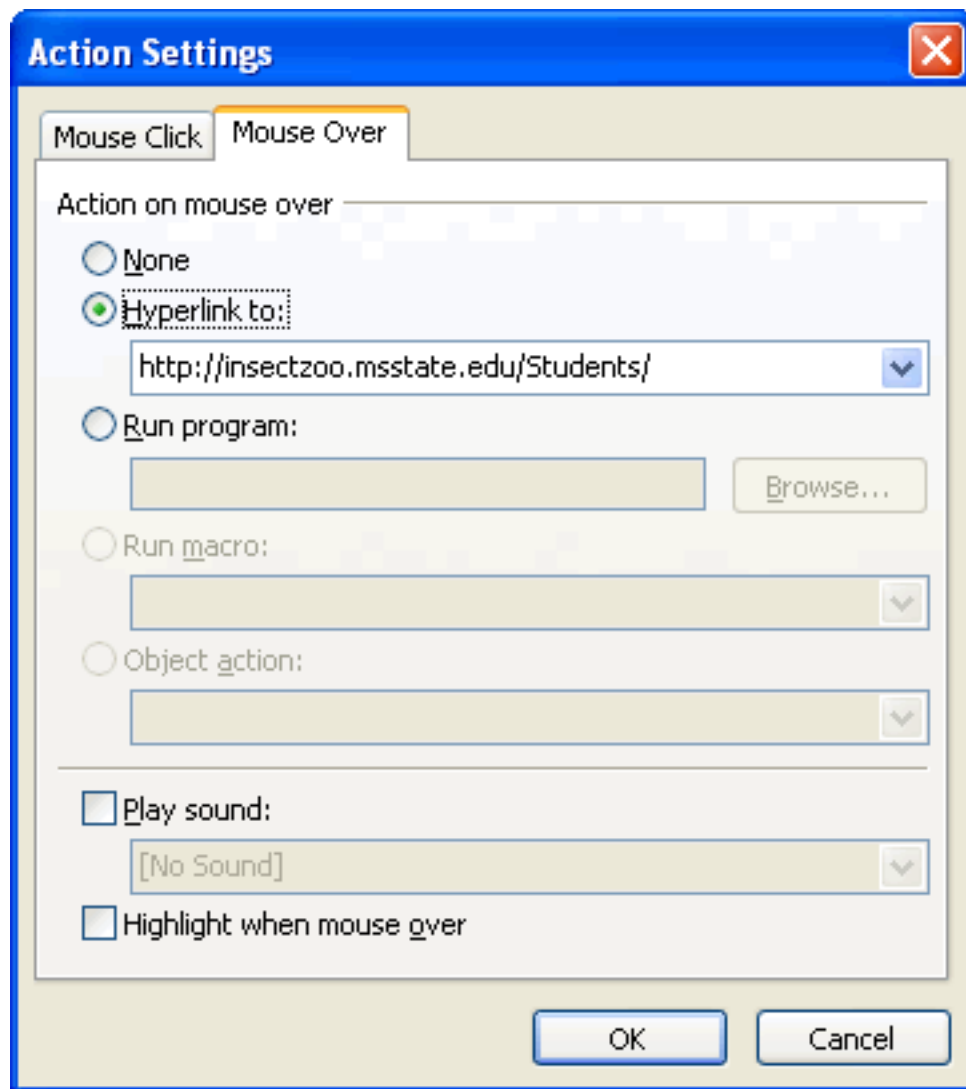 Action Settings
Mouse Click Mouse Over
Action on mouse over
None
Hyperlink to:
http://insectzoo.msstate.edu/Students/
Run program:
Browse...
Run macro:
Object action:
Play sound:
[No Sound]
Highlight when mouse over
OK Cancel